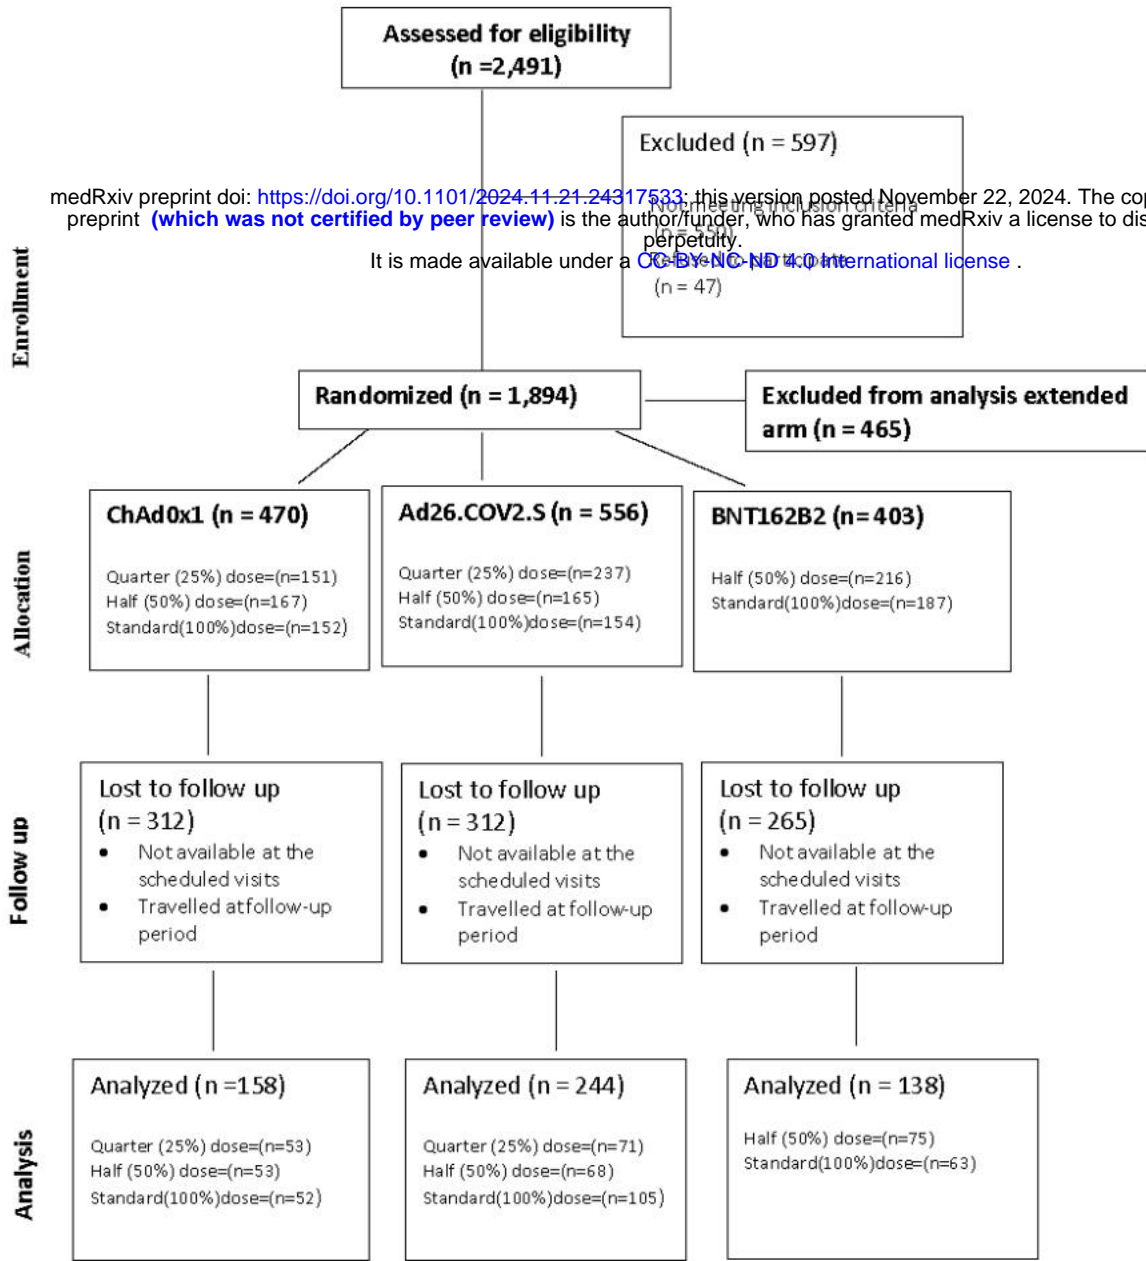 Assessed for eligibility
(n =2,491)
Excluded (n = 597)
medRxiv preprint doi: https://doi.org/10.1101/2024.11.21.24317533; this version posted November 22, 2024. The cop
Not meeting inclusion criteria
preprint (which was not certified by peer review) is the author/funder, who has granted medRxiv a license to dis
perpetuity.
It is made available under a CC-BY-NC-ND 4.0 International license .
Refused to participate
(n = 47)
Enrollment
Randomized (n = 1,894)
Excluded from analysis extended
arm (n = 465)
Allocation
ChAd0x1 (n = 470)
Quarter (25%) dose=(n=151)
Half (50%) dose=(n=167)
Standard(100%)dose=(n=152)
Ad26.COV2.S (n = 556)
Quarter (25%) dose=(n=237)
Half (50%) dose=(n=165)
Standard(100%)dose=(n=154)
BNT162B2 (n=403)
Half (50%) dose=(n=216)
Standard(100%)dose=(n=187)
Follow up
Lost to follow up
(n = 312)
• Not available at the
scheduled visits
• Travelled at follow-up
period
Lost to follow up
(n = 312)
• Not available at the
scheduled visits
• Travelled at follow-up
period
Lost to follow up
(n = 265)
• Not available at the
scheduled visits
• Travelled at follow-up
period
Analysis
Analyzed (n =158)
Quarter (25%) dose=(n=53)
Half (50%) dose=(n=53)
Standard(100%)dose=(n=52)
Analyzed (n = 244)
Quarter (25%) dose=(n=71)
Half (50%) dose=(n=68)
Standard(100%)dose=(n=105)
Analyzed (n = 138)
Half (50%) dose=(n=75)
Standard(100%)dose=(n=63)